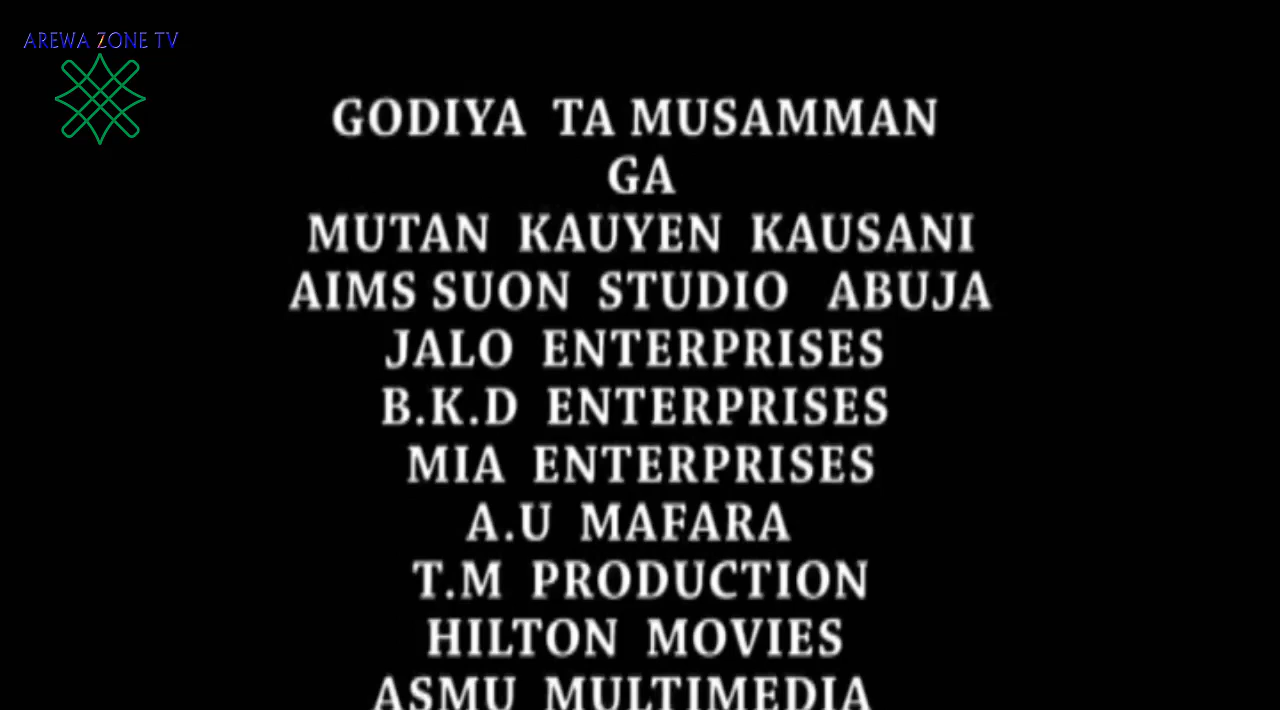 AREWA ZONE TV
GODIYA TA MUSAMMAN
GA
MUTAN KAUYEN KAUSANI
AIMS SUON STUDIO ABUJA
JALO ENTERPRISES
B.K.D ENTERPRISES
MIA ENTERPRISES
A.U MAFARA
T.M PRODUCTION
HILTON MOVIES
ASMU MULTIMEDIA